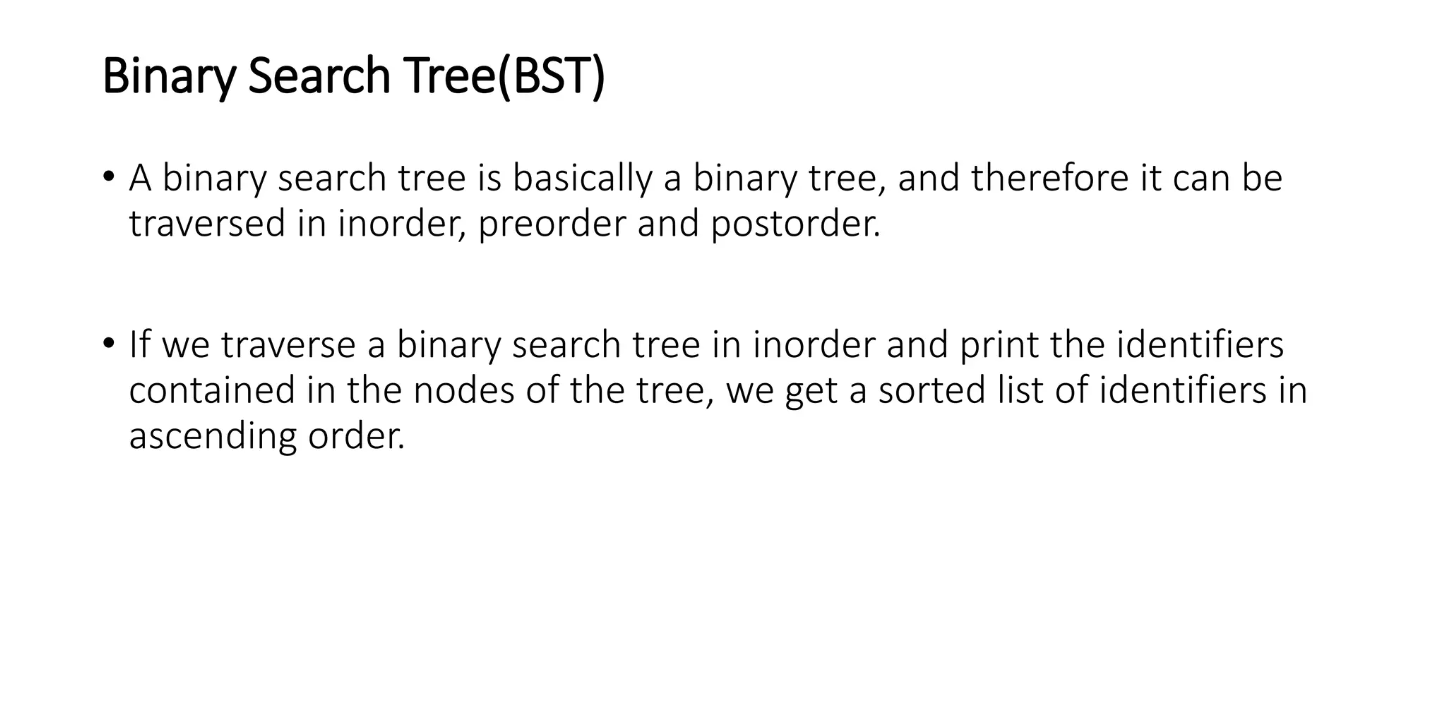 Binary Search Tree(BST)
• A binary search tree is basically a binary tree, and therefore it can be
traversed in inorder, preorder and postorder.
• If we traverse a binary search tree in inorder and print the identifiers
contained in the nodes of the tree, we get a sorted list of identifiers in
ascending order.